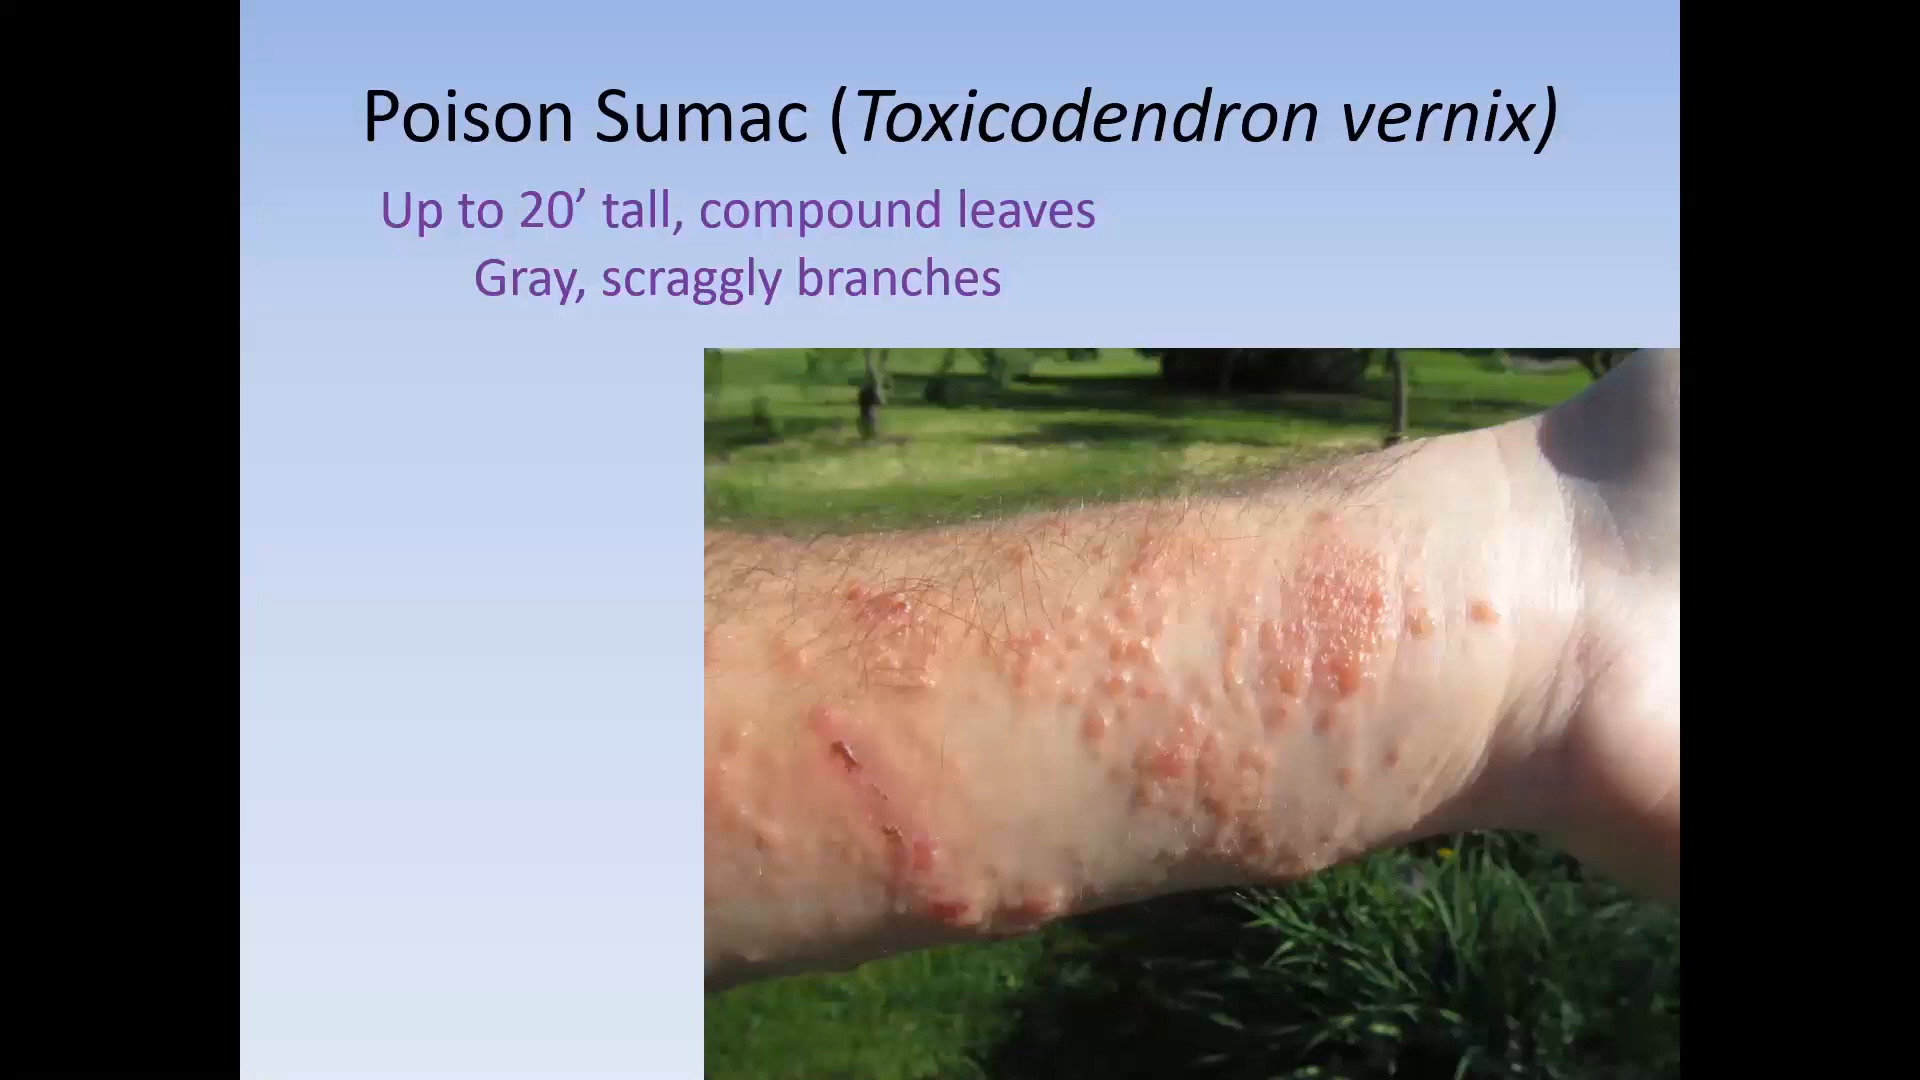 Poison Sumac (Toxicodendron vernix)
Up to 20’ tall, compound leaves
Gray, scraggly branches